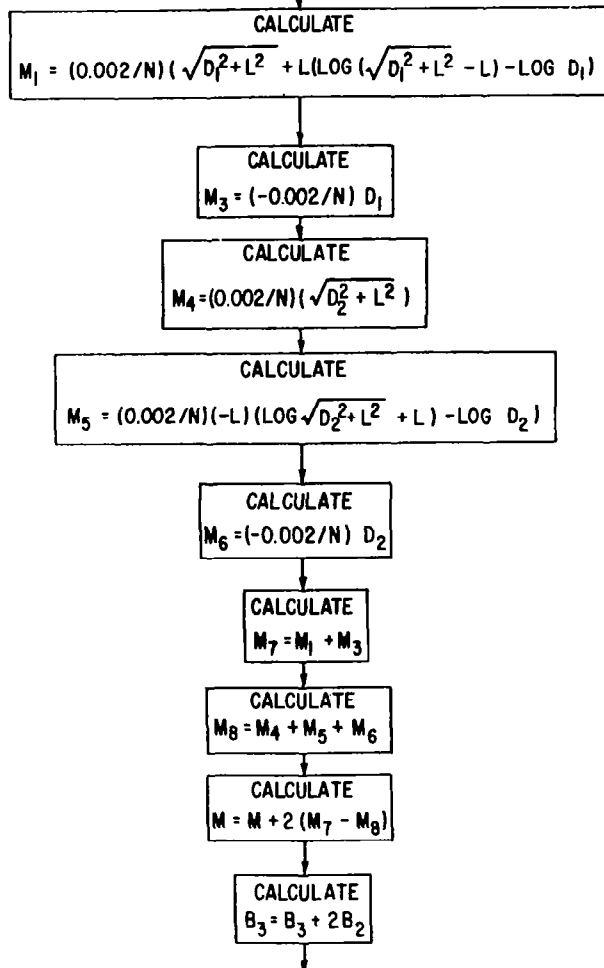 CALCULATE
M₁ = (0.002/N)(√D₁²+L² + L(LOG(√D₁²+L² - L) - LOG D₁)
CALCULATE
M₃ = (-0.002/N) D₁
CALCULATE
M₄=(0.002/N)(√D₂² + L²)
CALCULATE
M₅ = (0.002/N)(-L)(LOG√D₂²+L² + L) - LOG D₂)
CALCULATE
M₆ =(-0.002/N) D₂
CALCULATE
M₇ = M₁ + M₃
CALCULATE
M₈ = M₄ + M₅ + M₆
CALCULATE
M = M + 2 (M₇ - M₈)
CALCULATE
B₃ = B₃ + 2B₂